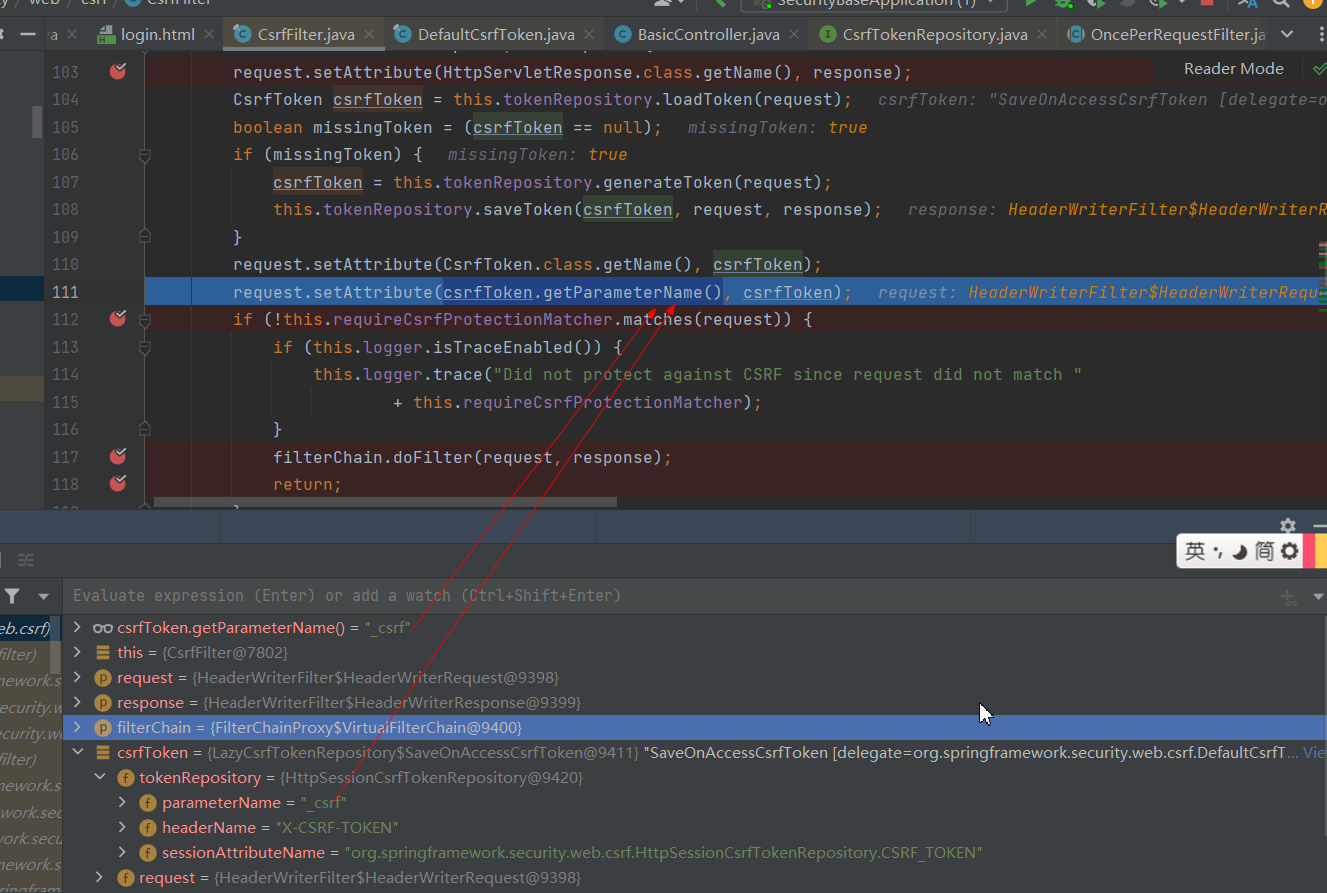 web csrf CsrfFilter SecurityBaseApplication (1)
login.html CsrfFilter.java DefaultCsrfToken.java BasicController.java CsrfTokenRepository.java OncePerRequestFilter.ja
103 request.setAttribute(HttpServletResponse.class.getName(), response); Reader Mode
104 CsrfToken csrfToken = this.tokenRepository.loadToken(request); csrfToken: "SaveOnAccessCsrfToken [delegate=o
105 boolean missingToken = (csrfToken == null); missingToken: true
106 if (missingToken) { missingToken: true
107 csrfToken = this.tokenRepository.generateToken(request);
108 this.tokenRepository.saveToken(csrfToken, request, response); response: HeaderWriterFilter$HeaderWriterR
109 }
110 request.setAttribute(CsrfToken.class.getName(), csrfToken);
111 request.setAttribute(csrfToken.getParameterName(), csrfToken); request: HeaderWriterFilter$HeaderWriterRequ
112 if (!this.requireCsrfProtectionMatcher.matches(request)) {
113 if (this.logger.isTraceEnabled()) {
114 this.logger.trace("Did not protect against CSRF since request did not match "
115 + this.requireCsrfProtectionMatcher);
116 }
117 filterChain.doFilter(request, response);
118 return;
英 简
Evaluate expression (Enter) or add a watch (Ctrl+Shift+Enter)
eb.csrf) csrfToken.getParameterName() = "_csrf"
filter) this = {CsrfFilter@7802}
mework.s request = {HeaderWriterFilter$HeaderWriterRequest@9398}
ecurity.w response = {HeaderWriterFilter$HeaderWriterResponse@9399}
ecurity.w filterChain = {FilterChainProxy$VirtualFilterChain@9400}
filter) csrfToken = {LazyCsrfTokenRepository$SaveOnAccessCsrfToken@9411} "SaveOnAccessCsrfToken [delegate=org.springframework.security.web.csrf.DefaultCsrfT... Vie
mework.s tokenRepository = {HttpSessionCsrfTokenRepository@9420}
work.sec parameterName = "_csrf"
work.secu headerName = "X-CSRF-TOKEN"
mework.s sessionAttributeName = "org.springframework.security.web.csrf.HttpSessionCsrfTokenRepository.CSRF_TOKEN"
request = {HeaderWriterFilter$HeaderWriterRequest@9398}